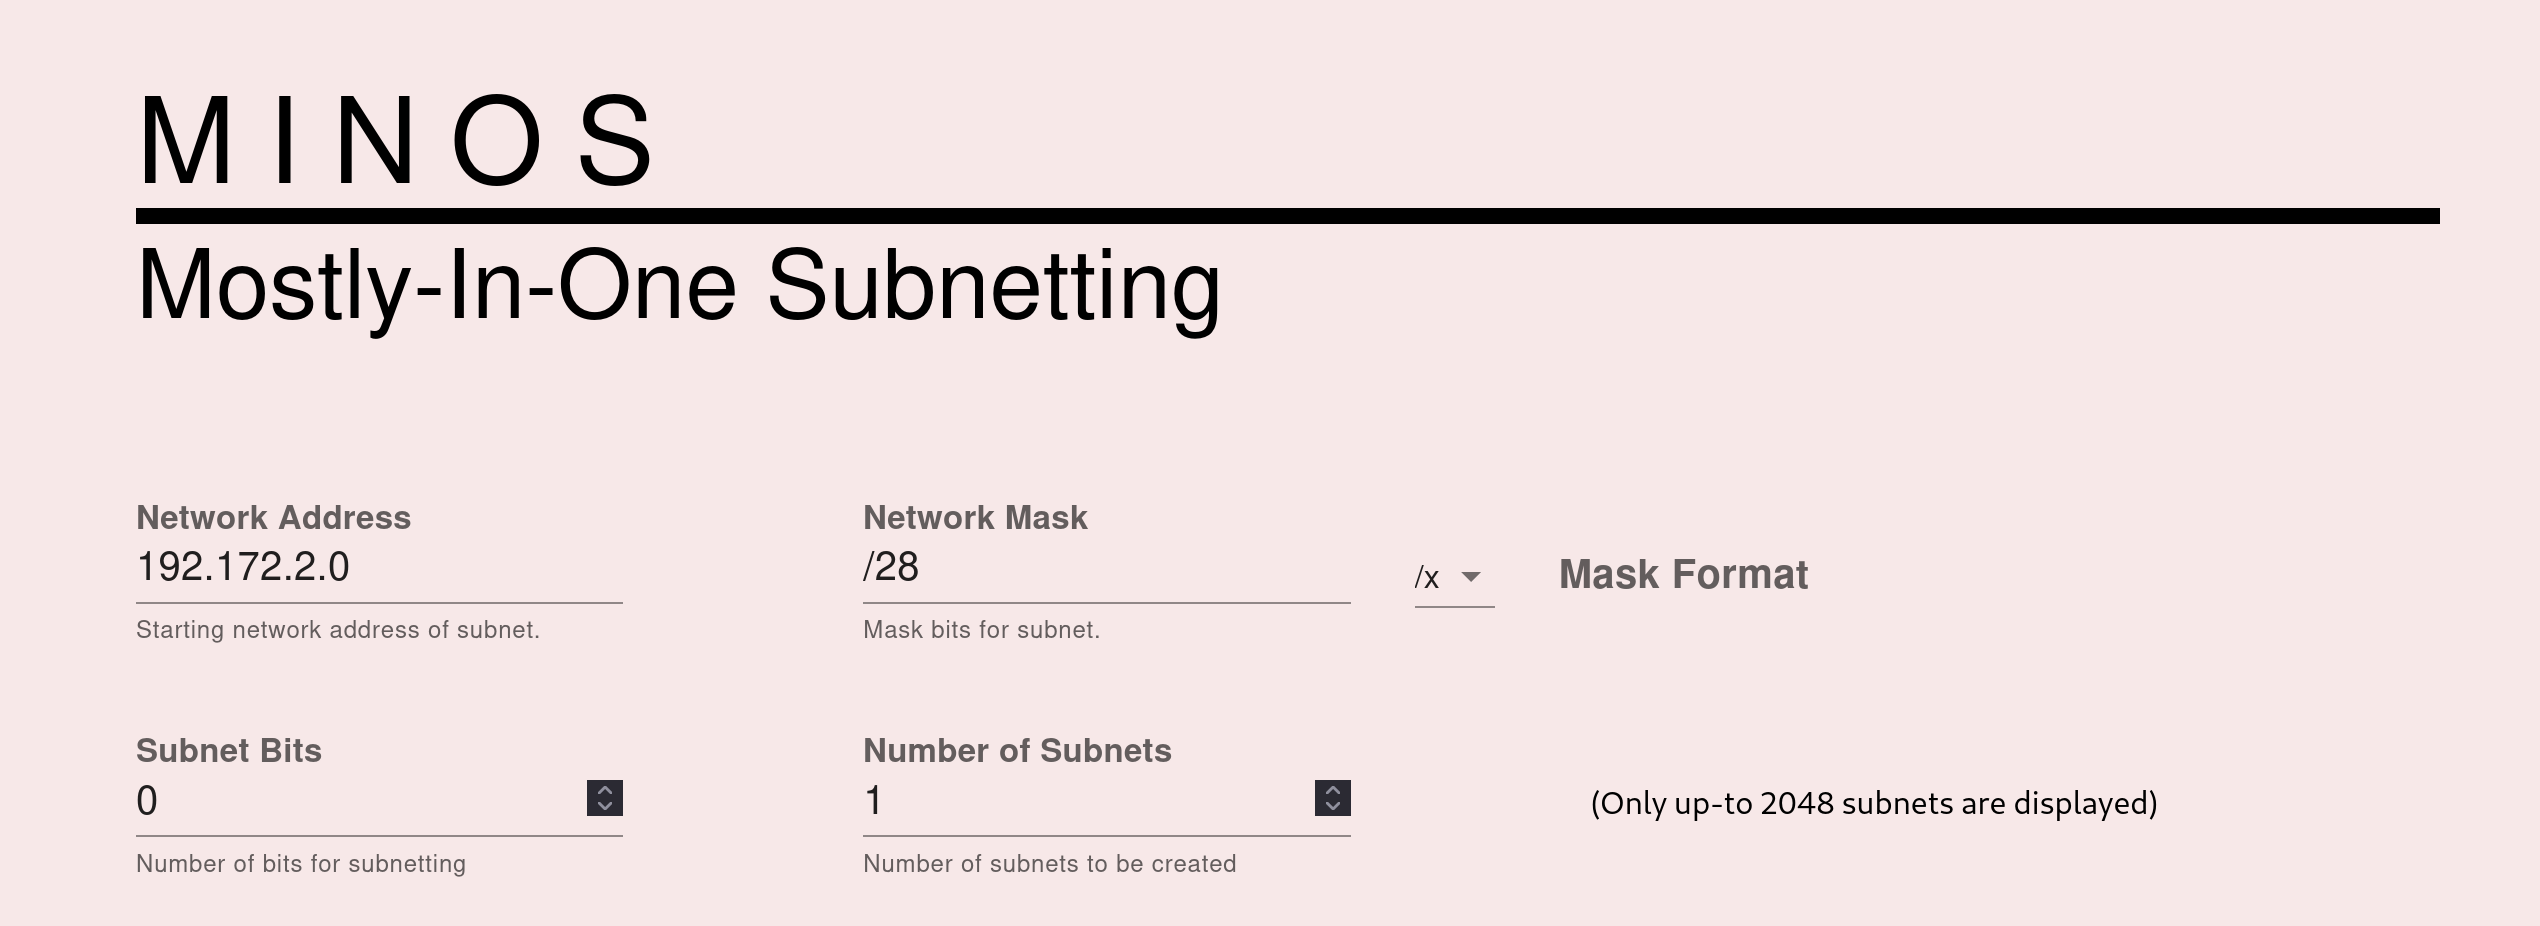 MINOS
Mostly-In-One Subnetting
Network Address
192.172.2.0
Starting network address of subnet.
Network Mask
/28
Mask bits for subnet.
/x
Mask Format
Subnet Bits
0
Number of bits for subnetting
Number of Subnets
1
Number of subnets to be created
(Only up-to 2048 subnets are displayed)